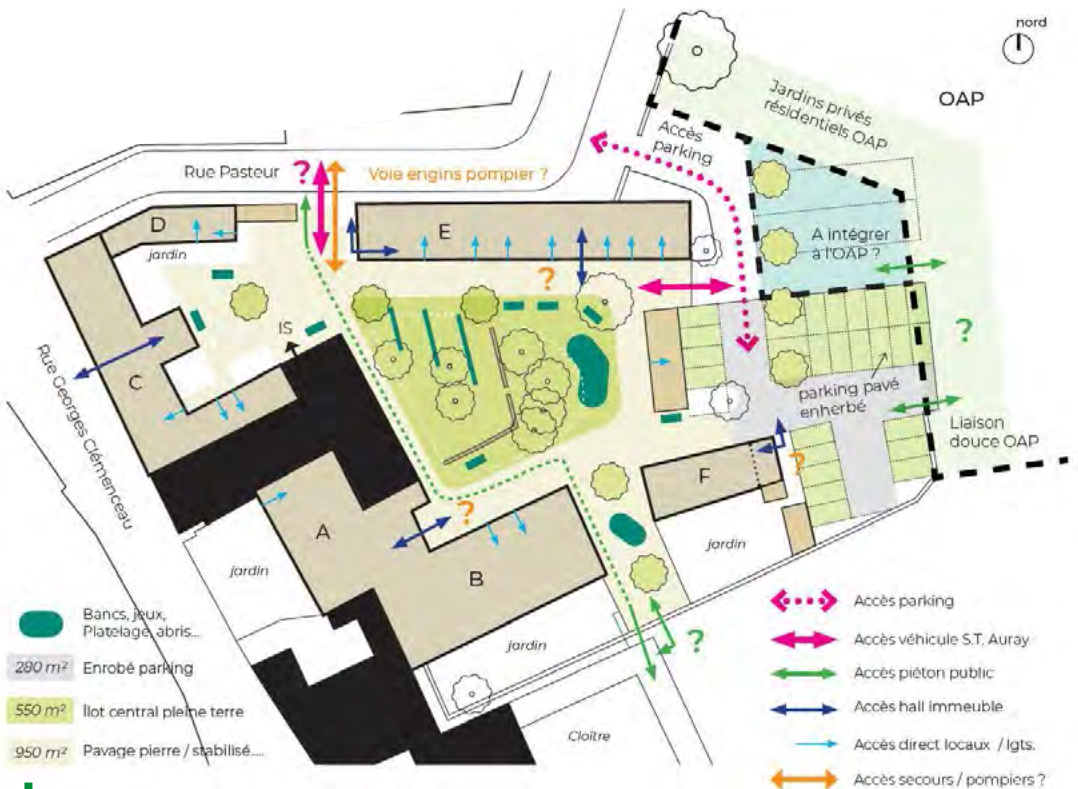 nord
OAP
Jardins privés
résidentiels OAP
Accès
parking
Rue Pasteur
?
Voie engins pompier ?
D
jardin
E
A intégrer
à l'OAP ?
?
IS
C
Rue Georges Clémenceau
?
parking pavé
enherbé
Liaison
douce OAP
F
?
A
?
B
jardin
jardin
jardin
?
Cloître
Bancs, jeux,
Platelage, abris...
280 m² Enrobé parking
550 m² Îlot central pleine terre
950 m² Pavage pierre / stabilisé.....
Accès parking
Accès véhicule S.T. Auray
Accès piéton public
Accès hall immeuble
Accès direct locaux / lgts.
Accès secours / pompiers ?